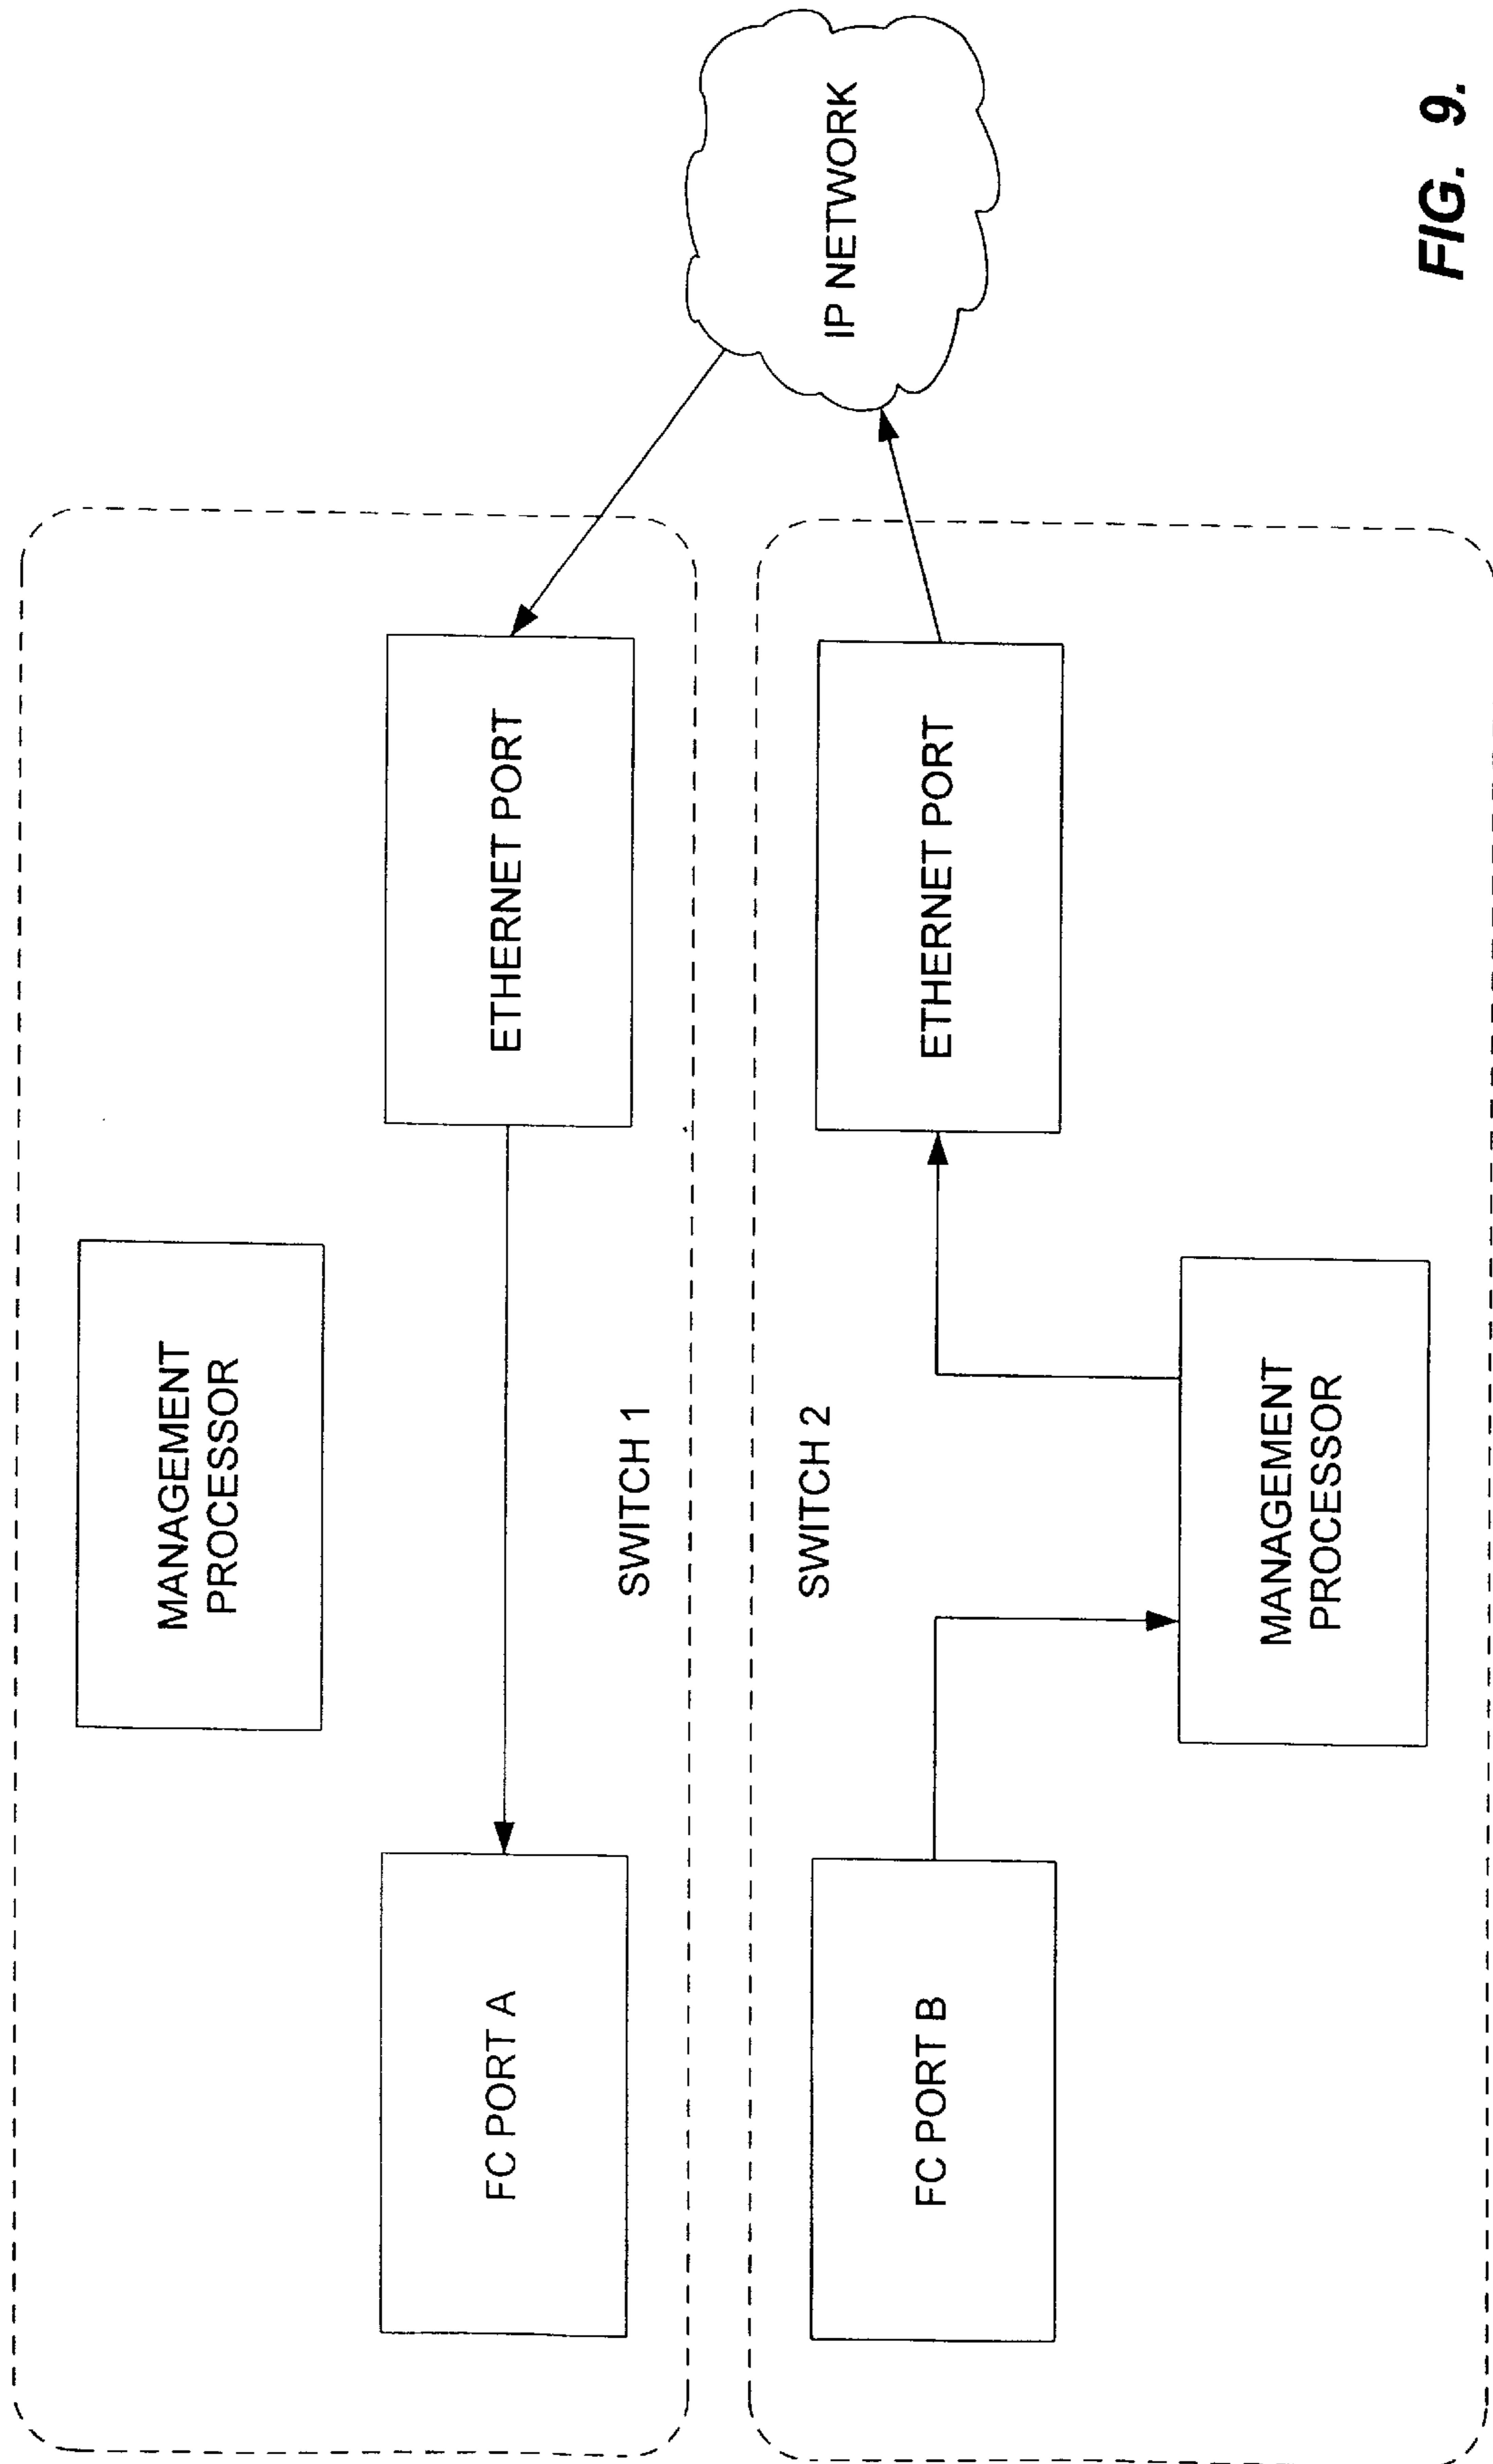 MANAGEMENT
PROCESSOR
FC PORT A
ETHERNET PORT
SWITCH 1
IP NETWORK
SWITCH 2
FC PORT B
ETHERNET PORT
MANAGEMENT
PROCESSOR
FIG. 9.